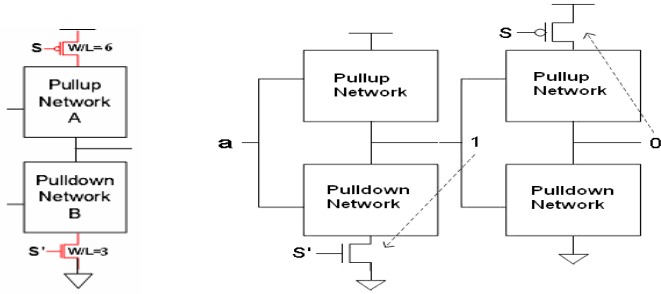 S W/L= 6
Pullup
Network
A
Pulldown
Network
B
S' W/L=3
Pullup
Network
a
Pulldown
Network
S'
1
S
Pullup
Network
0
Pulldown
Network